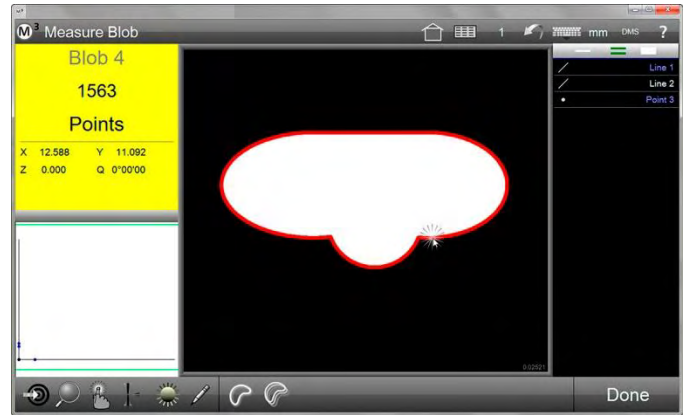 M³ Measure Blob
1
mm
DMS
?
Blob 4
1563
Points
X 12.588 Y 11.092
Z 0.000 Q 0°00'00
Line 1
Line 2
Point 3
0.02521
Done